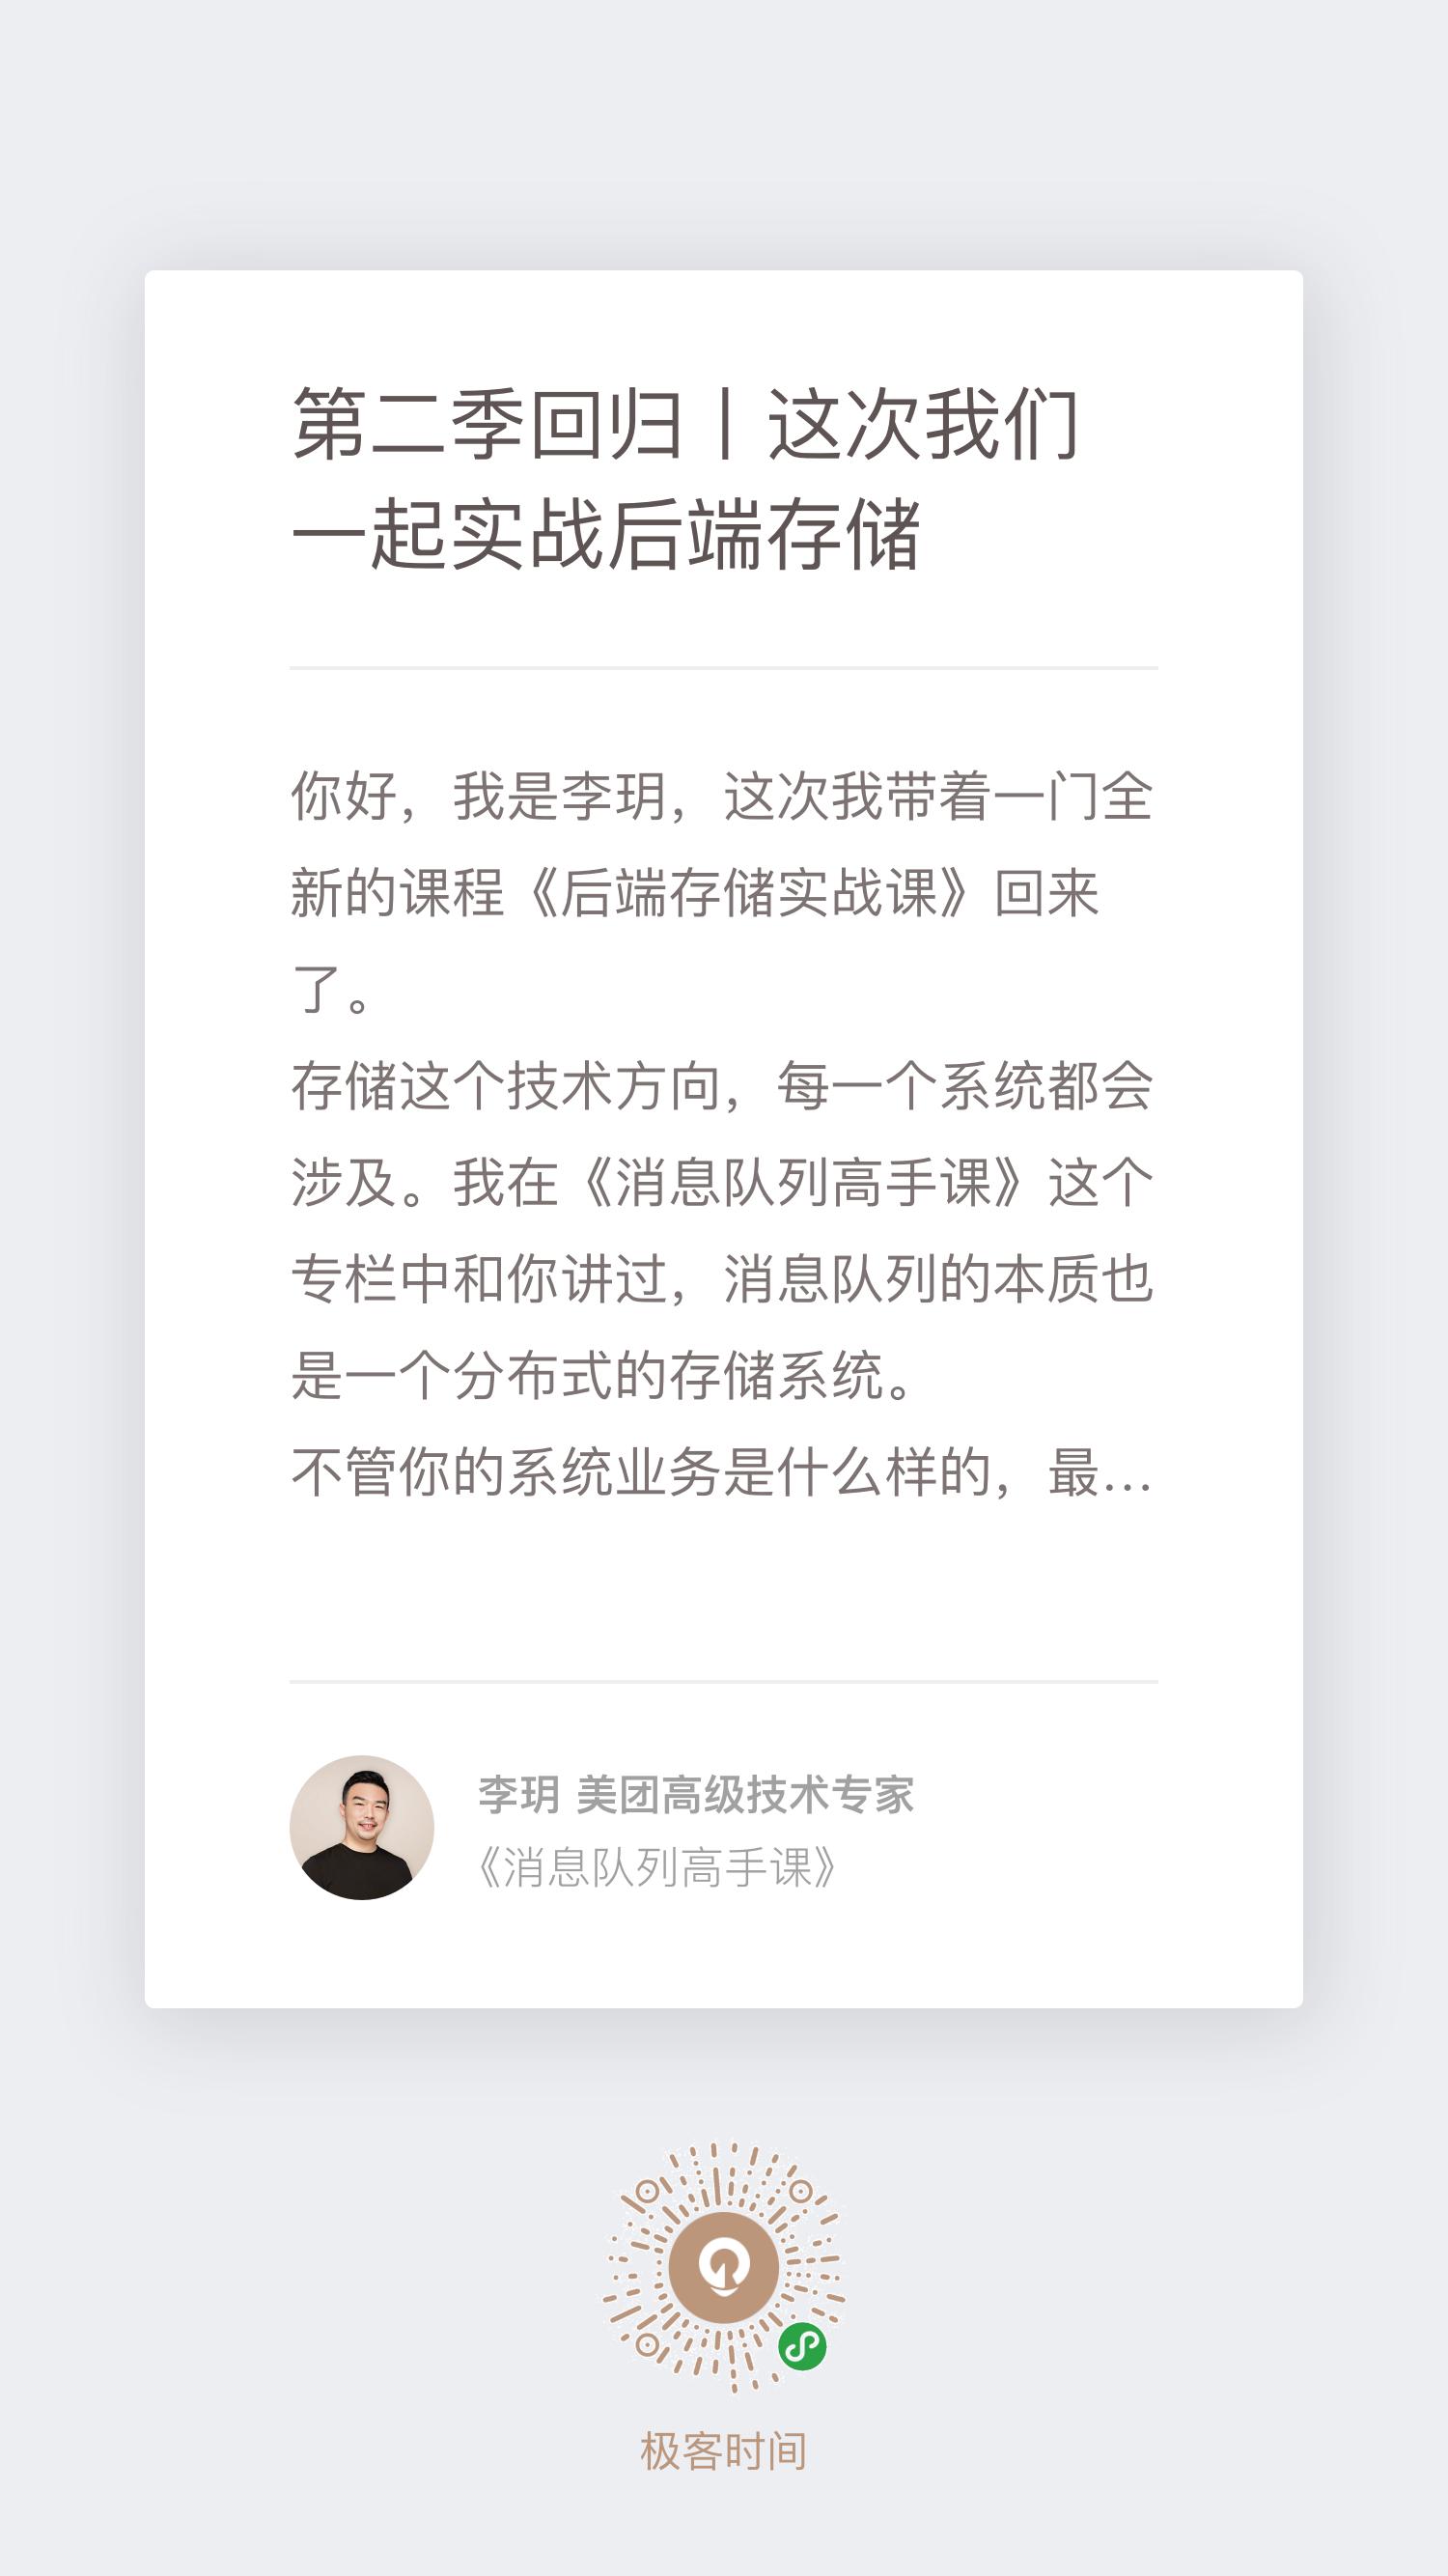 第二季回归丨这次我们
一起实战后端存储
你好，我是李玥，这次我带着一门全
新的课程《后端存储实战课》回来
了。
存储这个技术方向，每一个系统都会
涉及。我在《消息队列高手课》这个
专栏中和你讲过，消息队列的本质也
是一个分布式的存储系统。
不管你的系统业务是什么样的，最...
李玥 美团高级技术专家
《消息队列高手课》
极客时间